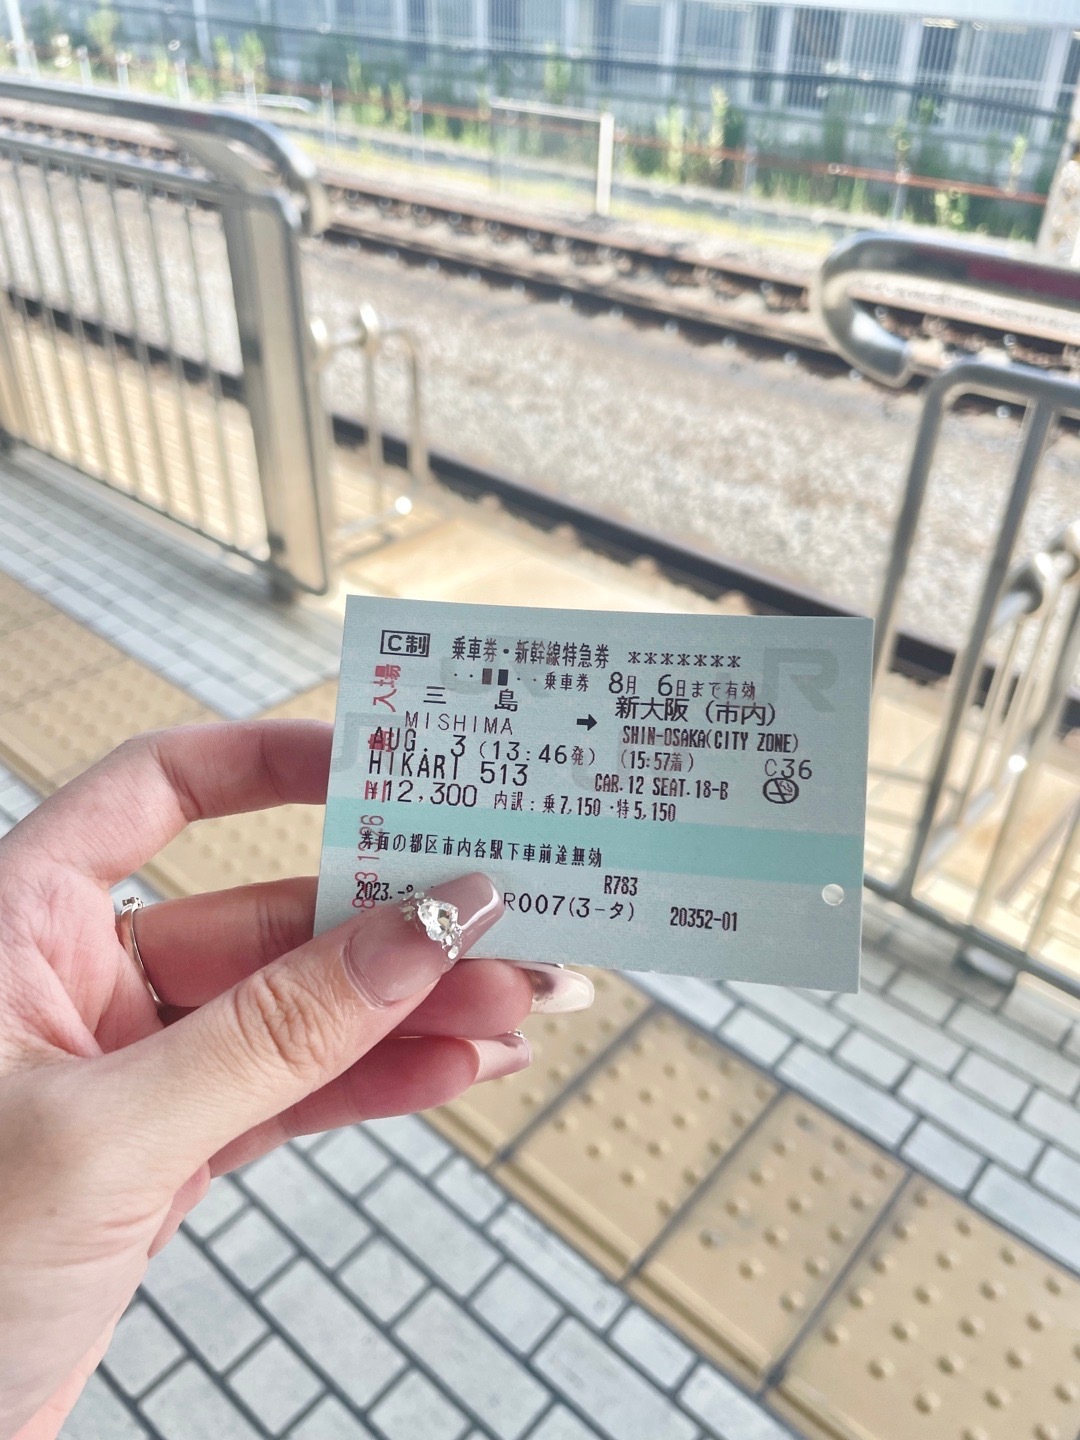 C制 乗車券・新幹線特急券 *******
乗車券 8月 6日まで有効
三 島 ➡ 新大阪（市内）
MISHIMA SHIN-OSAKA(CITY ZONE)
AUG. 3 (13:46発) (15:57着) C36
HIKARI 513 CAR.12 SEAT.18-B
¥12,300 内訳：乗7,150・特5,150
券面の都区市内各駅下車前途無効
2023.-8 R783
R007(3-タ) 20352-01
入場